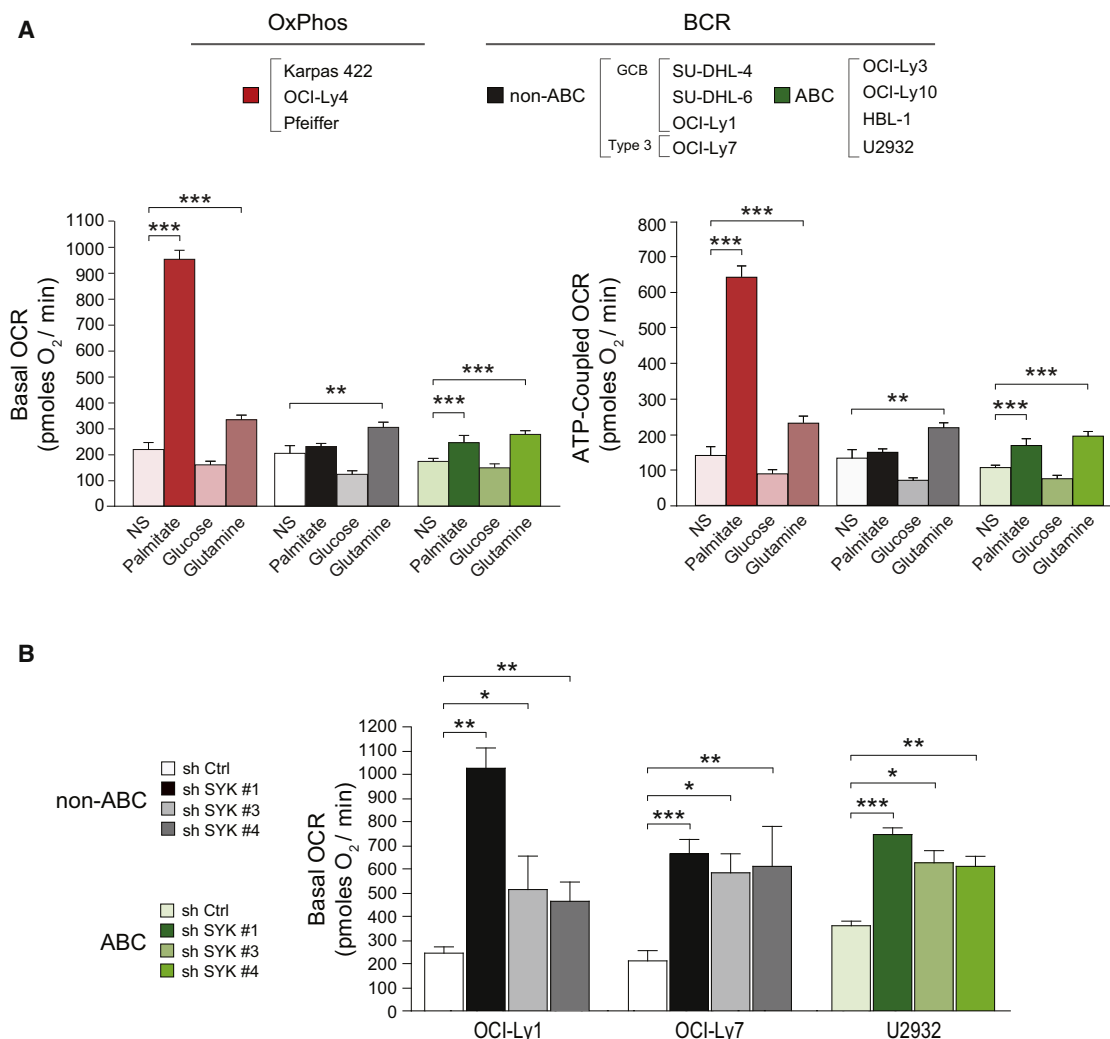 A
OxPhos
BCR
Karpas 422
OCI-Ly4
Pfeiffer
non-ABC
GCB
SU-DHL-4
SU-DHL-6
OCI-Ly1
Type 3
OCI-Ly7
ABC
OCI-Ly3
OCI-Ly10
HBL-1
U2932
Basal OCR
(pmoles O2 / min)
1100
1000
900
800
700
600
500
400
300
200
100
0
***
***
**
***
***
NS
Palmitate
Glucose
Glutamine
NS
Palmitate
Glucose
Glutamine
NS
Palmitate
Glucose
Glutamine
ATP-Coupled OCR
(pmoles O2 / min)
800
700
600
500
400
300
200
100
0
***
***
**
***
***
NS
Palmitate
Glucose
Glutamine
NS
Palmitate
Glucose
Glutamine
NS
Palmitate
Glucose
Glutamine
B
non-ABC
sh Ctrl
sh SYK #1
sh SYK #3
sh SYK #4
ABC
sh Ctrl
sh SYK #1
sh SYK #3
sh SYK #4
Basal OCR
(pmoles O2 / min)
1200
1100
1000
900
800
700
600
500
400
300
200
100
0
**
*
**
**
*
***
**
*
***
OCI-Ly1
OCI-Ly7
U2932